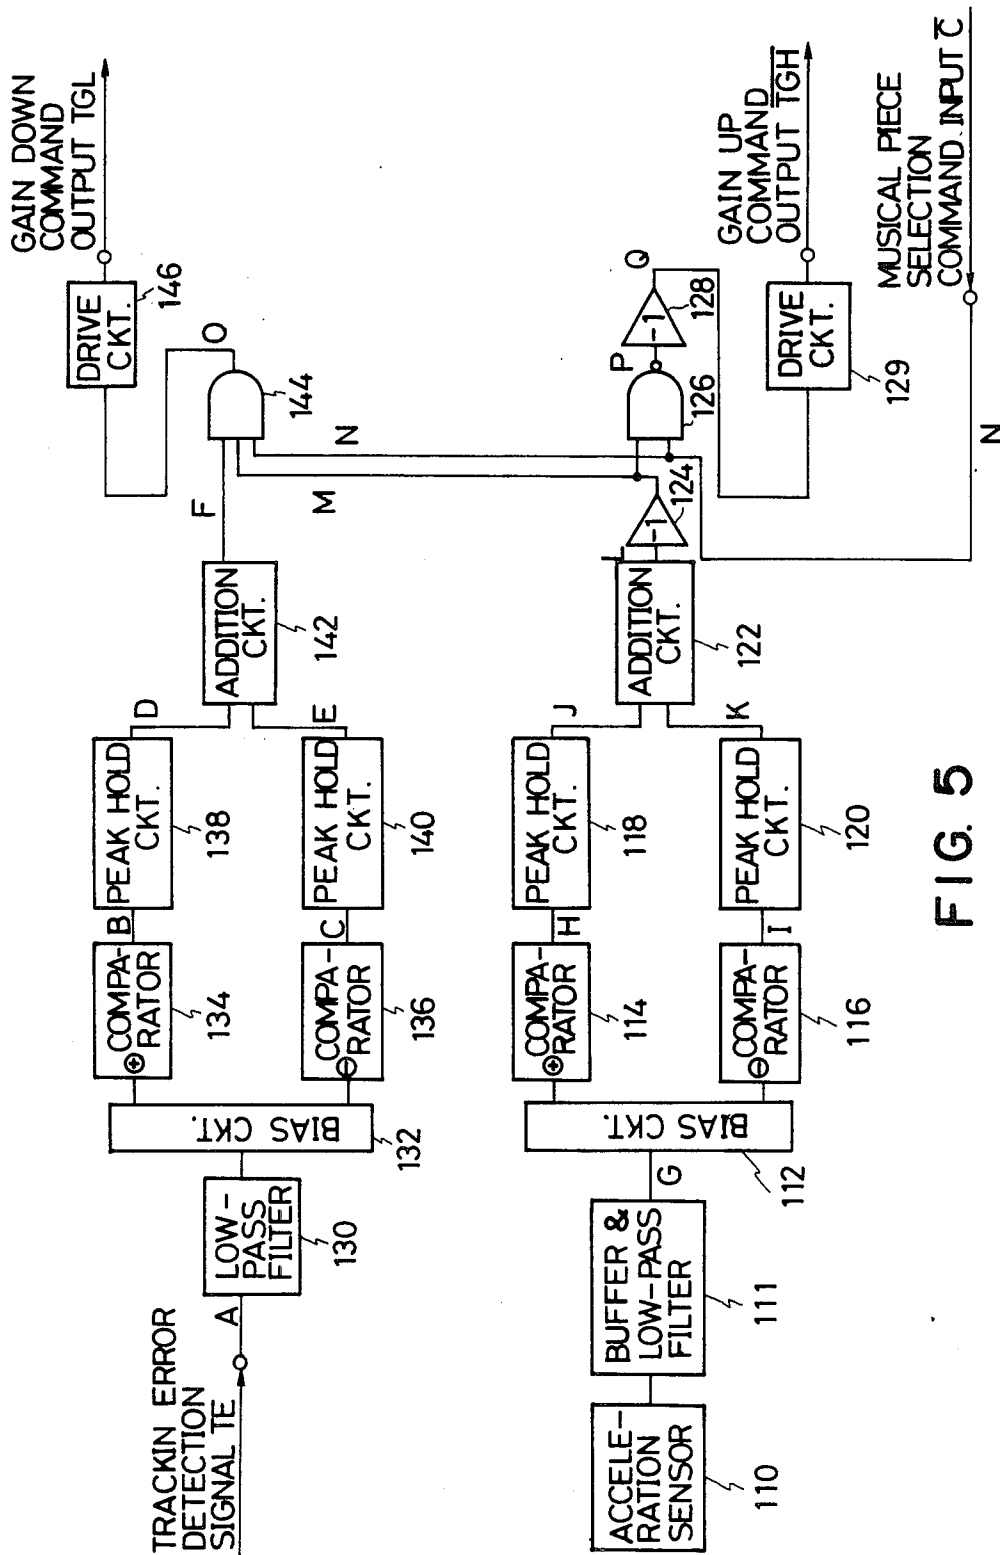 TRACKIN ERROR
DETECTION
SIGNAL TE
A
LOW-
PASS
FILTER
130
BIAS CKT.
132
⊕ COMPA-
RATOR
134
B
PEAK HOLD
CKT.
138
D
⊖ COMPA-
RATOR
136
C
PEAK HOLD
CKT.
140
E
ADDITION
CKT.
142
F
M
N
144
O
DRIVE
CKT.
146
GAIN DOWN
COMMAND
OUTPUT TGL
ACCELE-
RATION
SENSOR
110
BUFFER &
LOW-PASS
FILTER
111
G
BIAS CKT.
112
⊕ COMPA-
RATOR
114
H
PEAK HOLD
CKT.
118
J
⊖ COMPA-
RATOR
116
I
PEAK HOLD
CKT.
120
K
ADDITION
CKT.
122
L
-1
124
126
P
-1
128
Q
DRIVE
CKT.
129
GAIN UP
COMMAND
OUTPUT T̅G̅H̅
MUSICAL PIECE
SELECTION
COMMAND INPUT C̅
N
FIG. 5